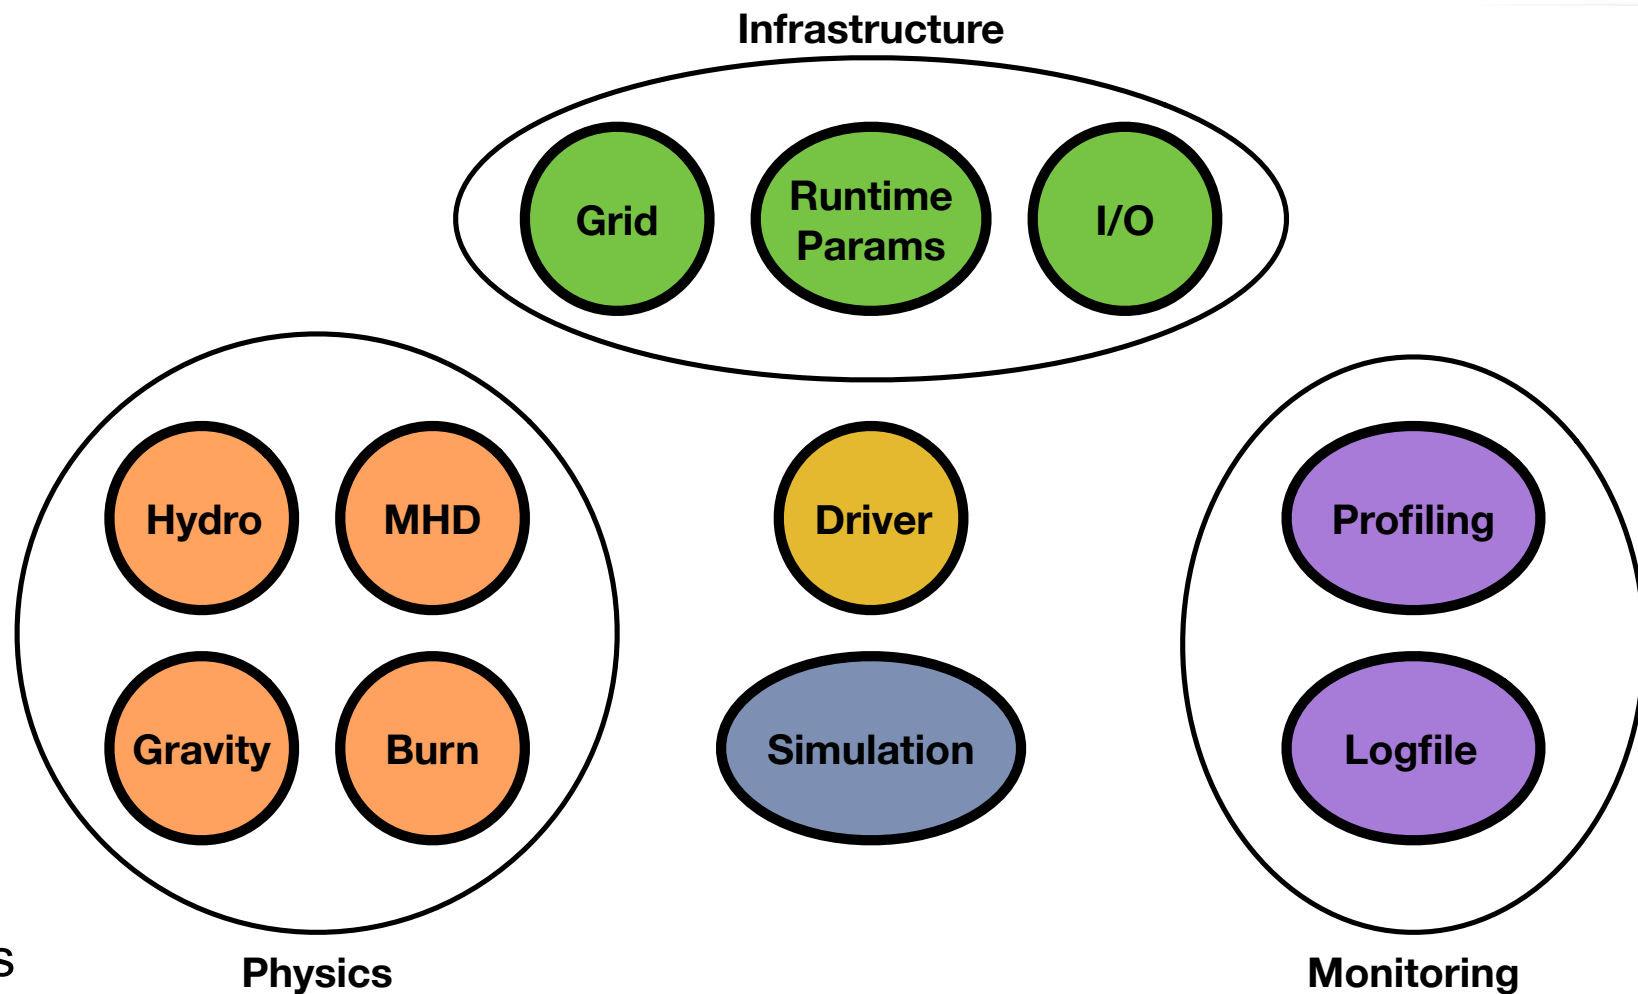 Infrastructure
Grid
Runtime
Params
I/O
Hydro
MHD
Driver
Profiling
Gravity
Burn
Simulation
Logfile
s
Physics
Monitoring